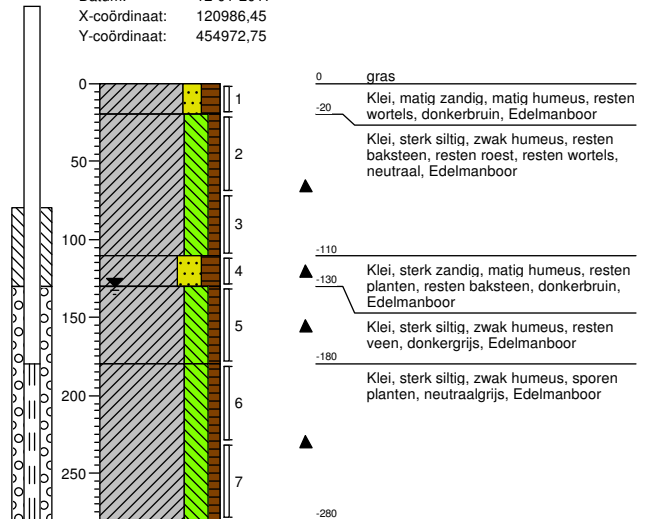 X-coördinaat: 120986,45
Y-coördinaat: 454972,75
0
50
100
150
200
250
1
2
3
4
5
6
7
0 gras
Klei, matig zandig, matig humeus, resten
wortels, donkerbruin, Edelmanboor
-20
Klei, sterk siltig, zwak humeus, resten
baksteen, resten roest, resten wortels,
neutraal, Edelmanboor
-110
Klei, sterk zandig, matig humeus, resten
planten, resten baksteen, donkerbruin,
Edelmanboor
-130
Klei, sterk siltig, zwak humeus, resten
veen, donkergrijs, Edelmanboor
-180
Klei, sterk siltig, zwak humeus, sporen
planten, neutraalgrijs, Edelmanboor
-280